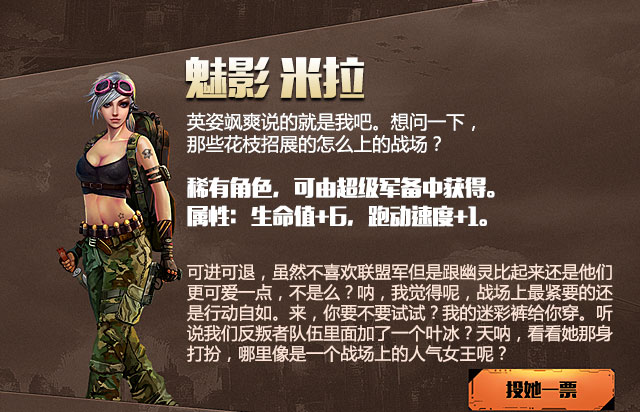 魅影 米拉
英姿飒爽说的就是我吧。想问一下，
那些花枝招展的怎么上的战场？
稀有角色，可由超级军备中获得。
属性：生命值+6，跑动速度+1。
可进可退，虽然不喜欢联盟军但是跟幽灵比起来还是他们
更可爱一点，不是么？呐，我觉得呢，战场上最紧要的还
是行动自如。来，你要不要试试？我的迷彩裤给你穿。听
说我们反叛者队伍里面加了一个叶冰？天呐，看看她那身
打扮，哪里像是一个战场上的人气女王呢？
投她一票